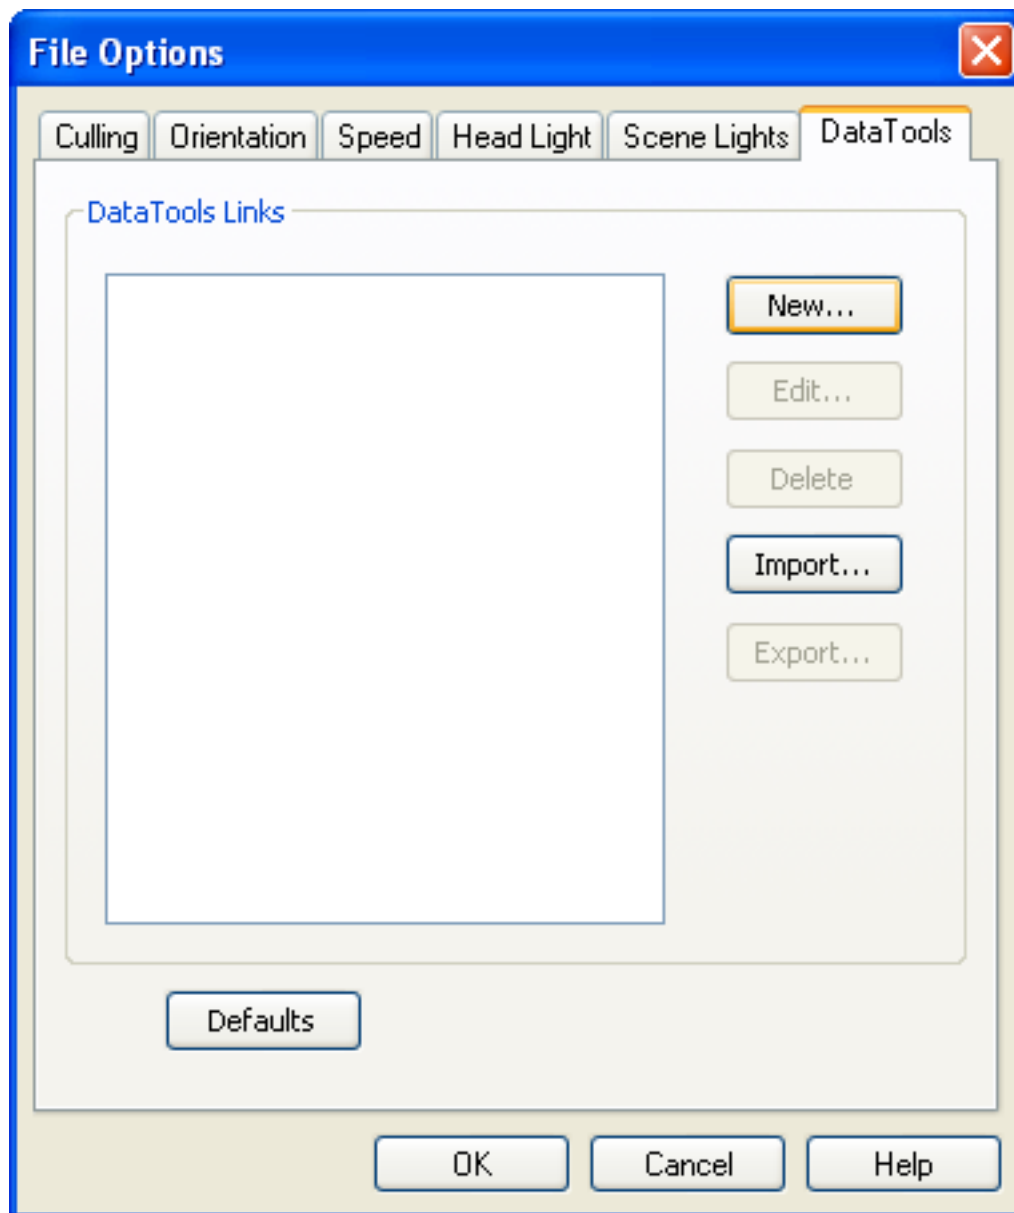 File Options
Culling Orientation Speed Head Light Scene Lights DataTools
DataTools Links
New...
Edit...
Delete
Import...
Export...
Defaults
OK Cancel Help